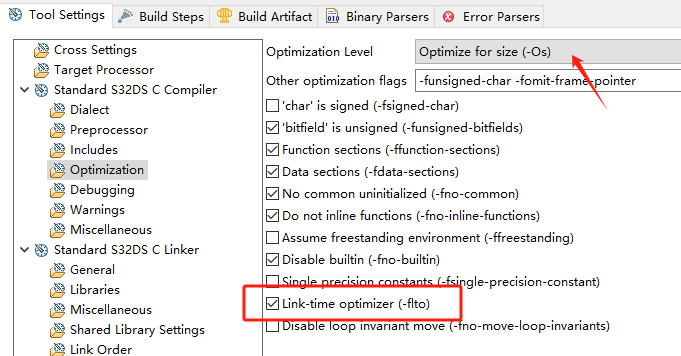 Tool Settings Build Steps Build Artifact Binary Parsers Error Parsers
Cross Settings
Target Processor
Standard S32DS C Compiler
Dialect
Preprocessor
Includes
Optimization
Debugging
Warnings
Miscellaneous
Standard S32DS C Linker
General
Libraries
Miscellaneous
Shared Library Settings
Link Order
Optimization Level Optimize for size (-Os)
Other optimization flags -funsigned-char -fomit-frame-pointer
'char' is signed (-fsigned-char)
'bitfield' is unsigned (-funsigned-bitfields)
Function sections (-ffunction-sections)
Data sections (-fdata-sections)
No common uninitialized (-fno-common)
Do not inline functions (-fno-inline-functions)
Assume freestanding environment (-ffreestanding)
Disable builtin (-fno-builtin)
Single precision constants (-fsingle-precision-constant)
Link-time optimizer (-flto)
Disable loop invariant move (-fno-move-loop-invariants)